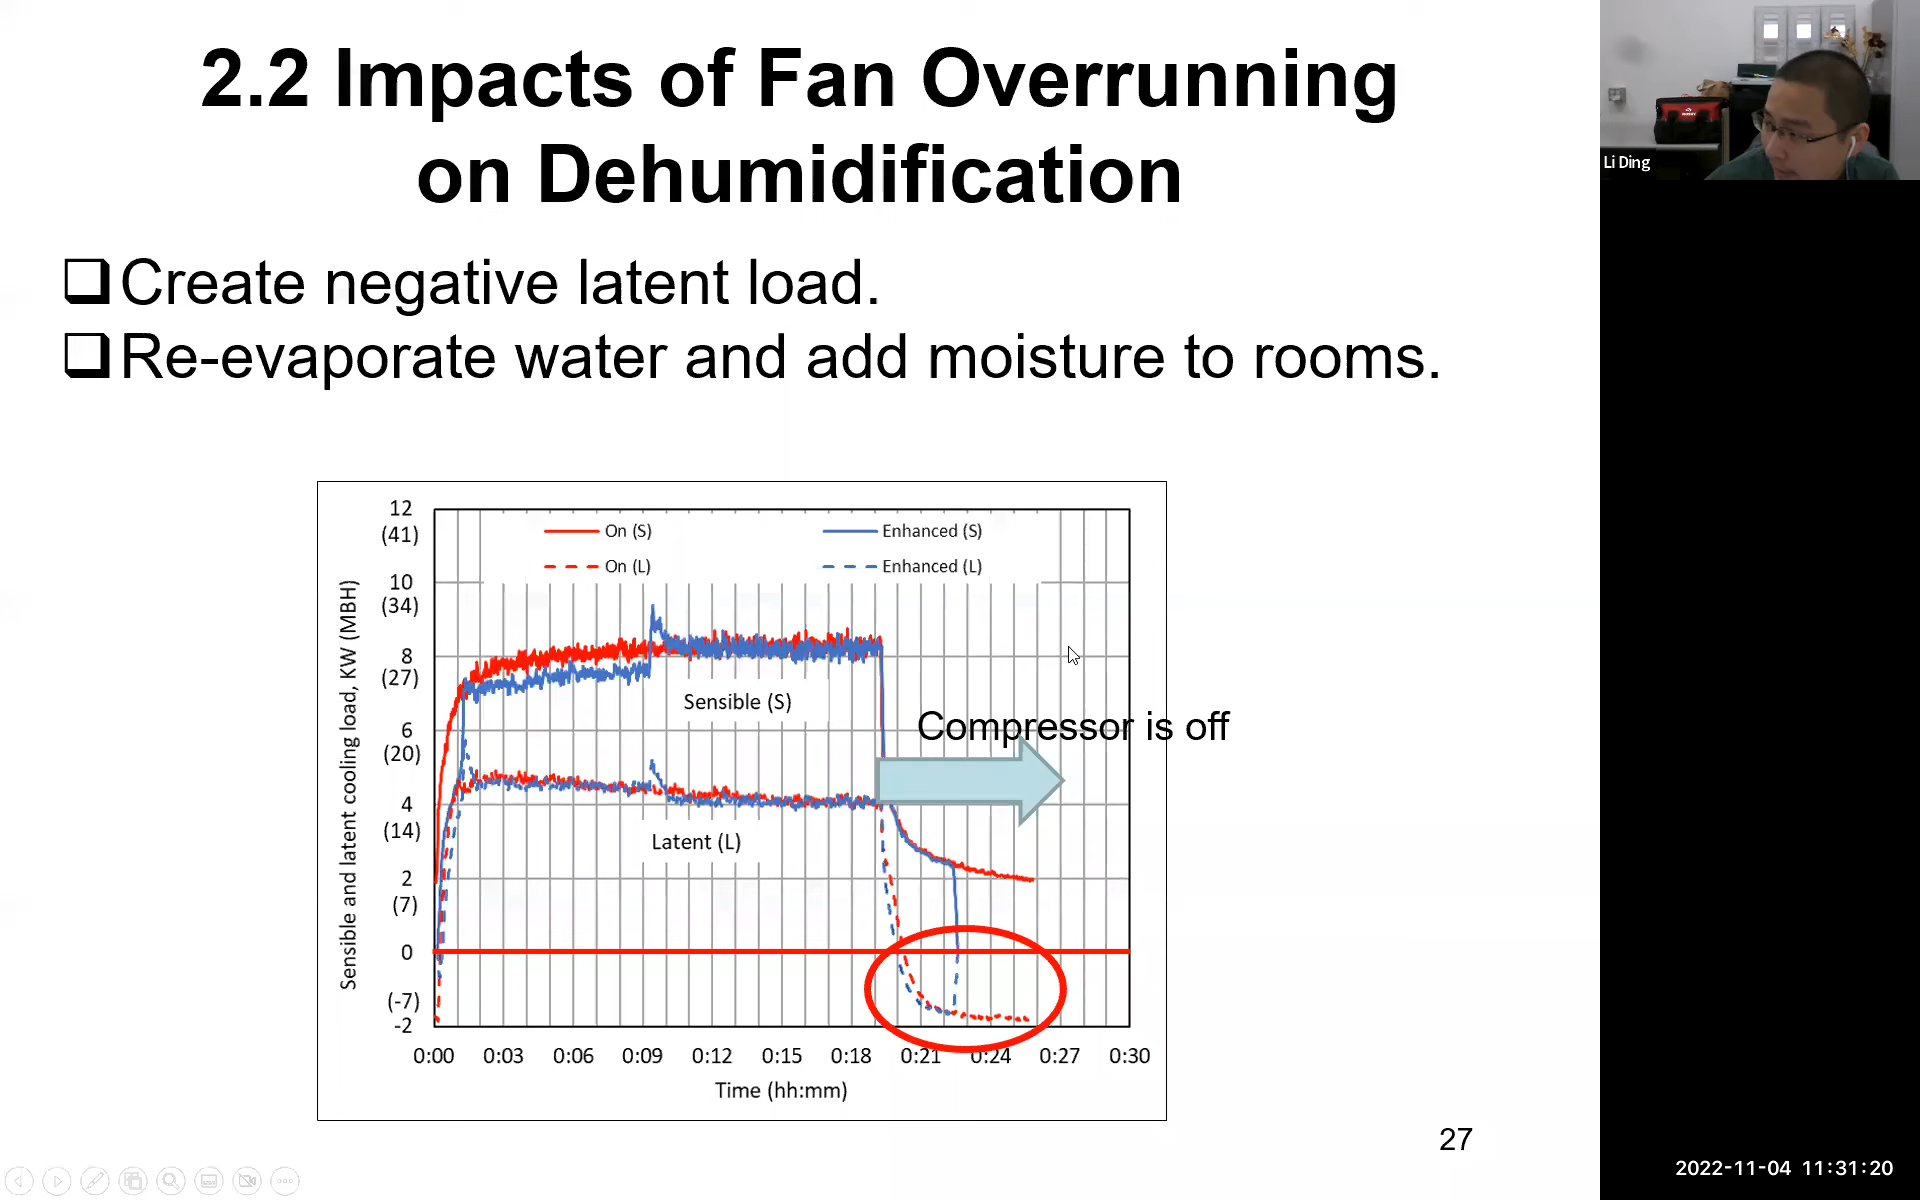 2.2 Impacts of Fan Overrunning
on Dehumidification
Create negative latent load.
Re-evaporate water and add moisture to rooms.
Sensible and latent cooling load, KW (MBH)
12
(41)
10
(34)
8
(27)
6
(20)
4
(14)
2
(7)
0
(-7)
-2
On (S)
Enhanced (S)
On (L)
Enhanced (L)
Sensible (S)
Compressor is off
Latent (L)
0:00 0:03 0:06 0:09 0:12 0:15 0:18 0:21 0:24 0:27 0:30
Time (hh:mm)
27
Li Ding
2022-11-04 11:31:20